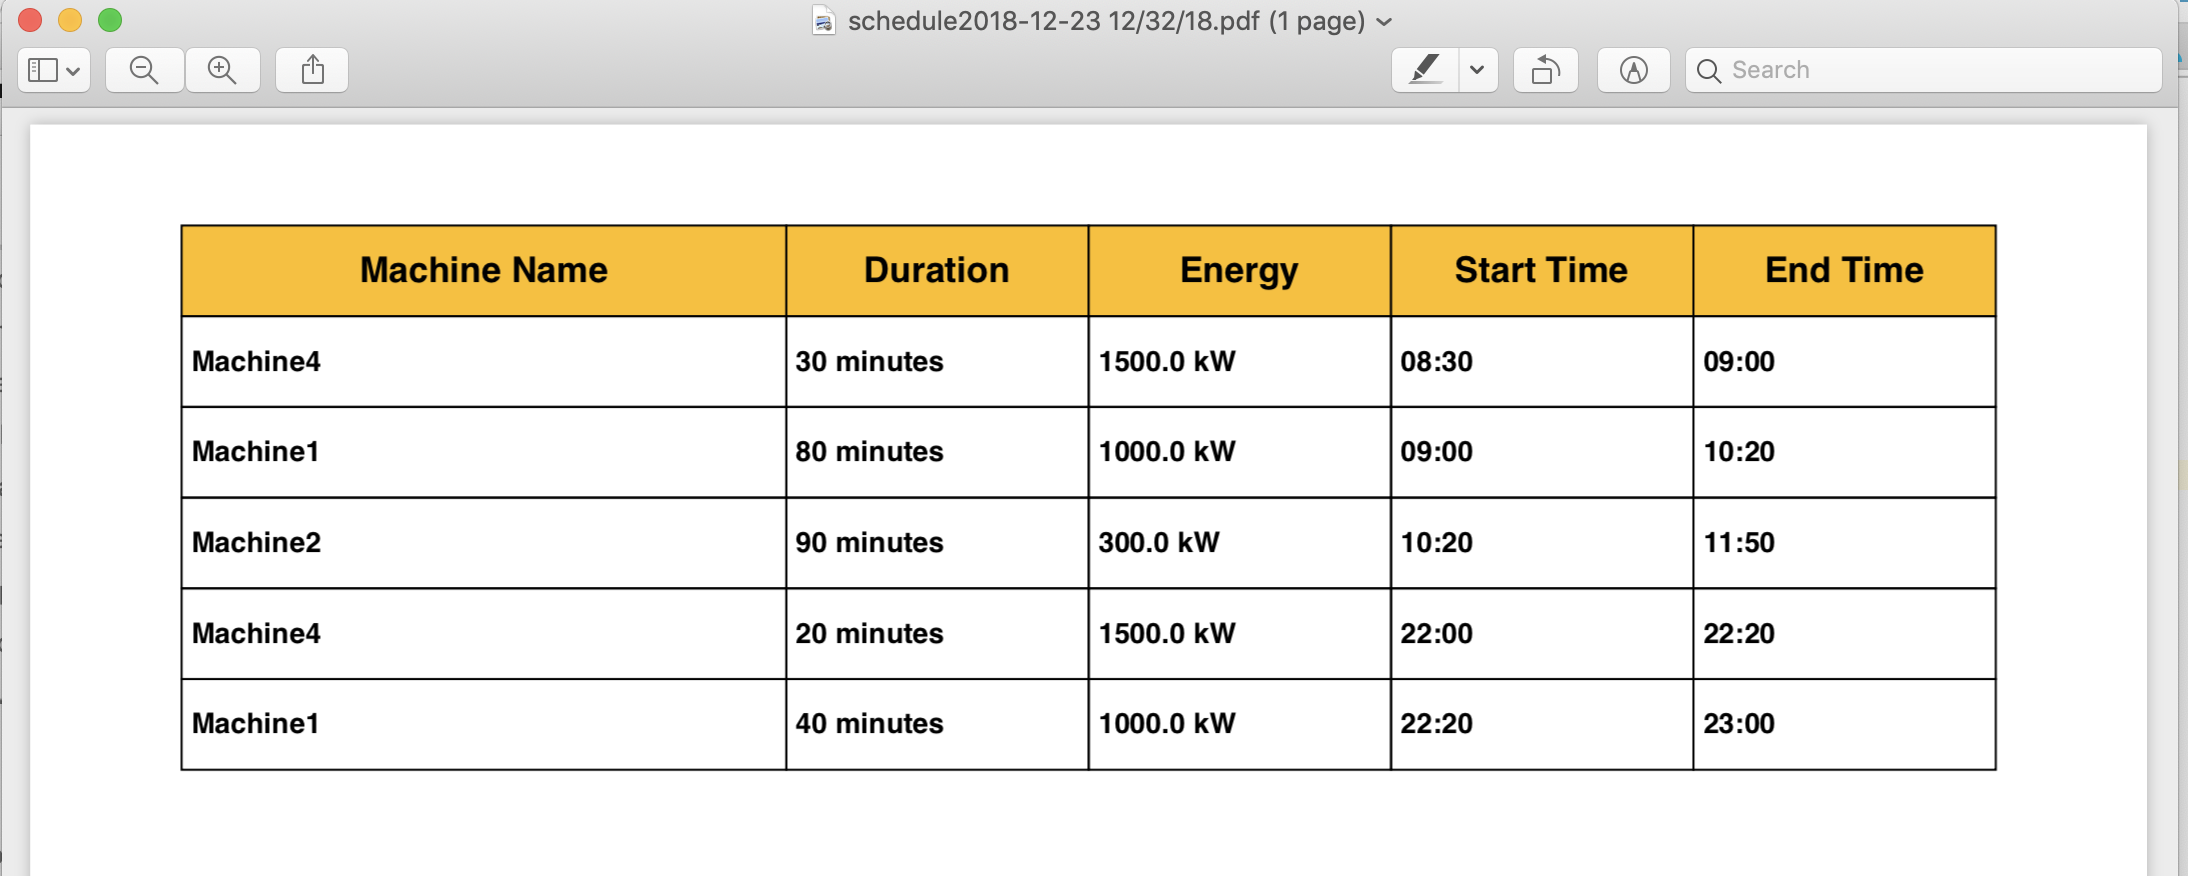 schedule2018-12-23 12/32/18.pdf (1 page)
Search
Machine Name Duration Energy Start Time End Time
Machine4 30 minutes 1500.0 kW 08:30 09:00
Machine1 80 minutes 1000.0 kW 09:00 10:20
Machine2 90 minutes 300.0 kW 10:20 11:50
Machine4 20 minutes 1500.0 kW 22:00 22:20
Machine1 40 minutes 1000.0 kW 22:20 23:00